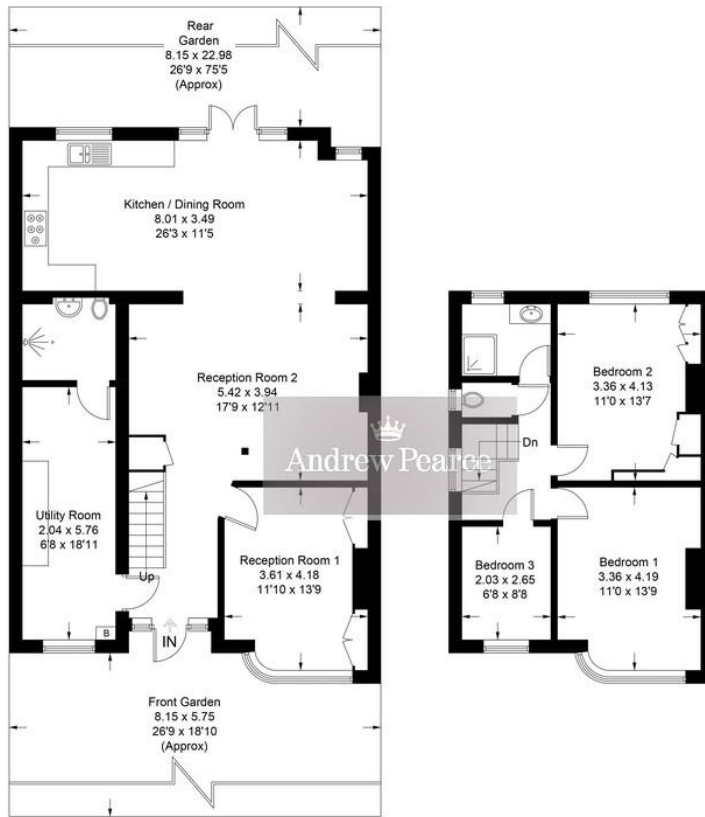 Rear
Garden
8.15 x 22.98
26'9 x 75'5
(Approx)
Kitchen / Dining Room
8.01 x 3.49
26'3 x 11'5
Reception Room 2
5.42 x 3.94
17'9 x 12'11
Utility Room
2.04 x 5.76
6'8 x 18'11
Up
B
IN
Reception Room 1
3.61 x 4.18
11'10 x 13'9
Front Garden
8.15 x 5.75
26'9 x 18'10
(Approx)
Andrew Pearce
Bedroom 2
3.36 x 4.13
11'0 x 13'7
Dn
Bedroom 3
2.03 x 2.65
6'8 x 8'8
Bedroom 1
3.36 x 4.19
11'0 x 13'9